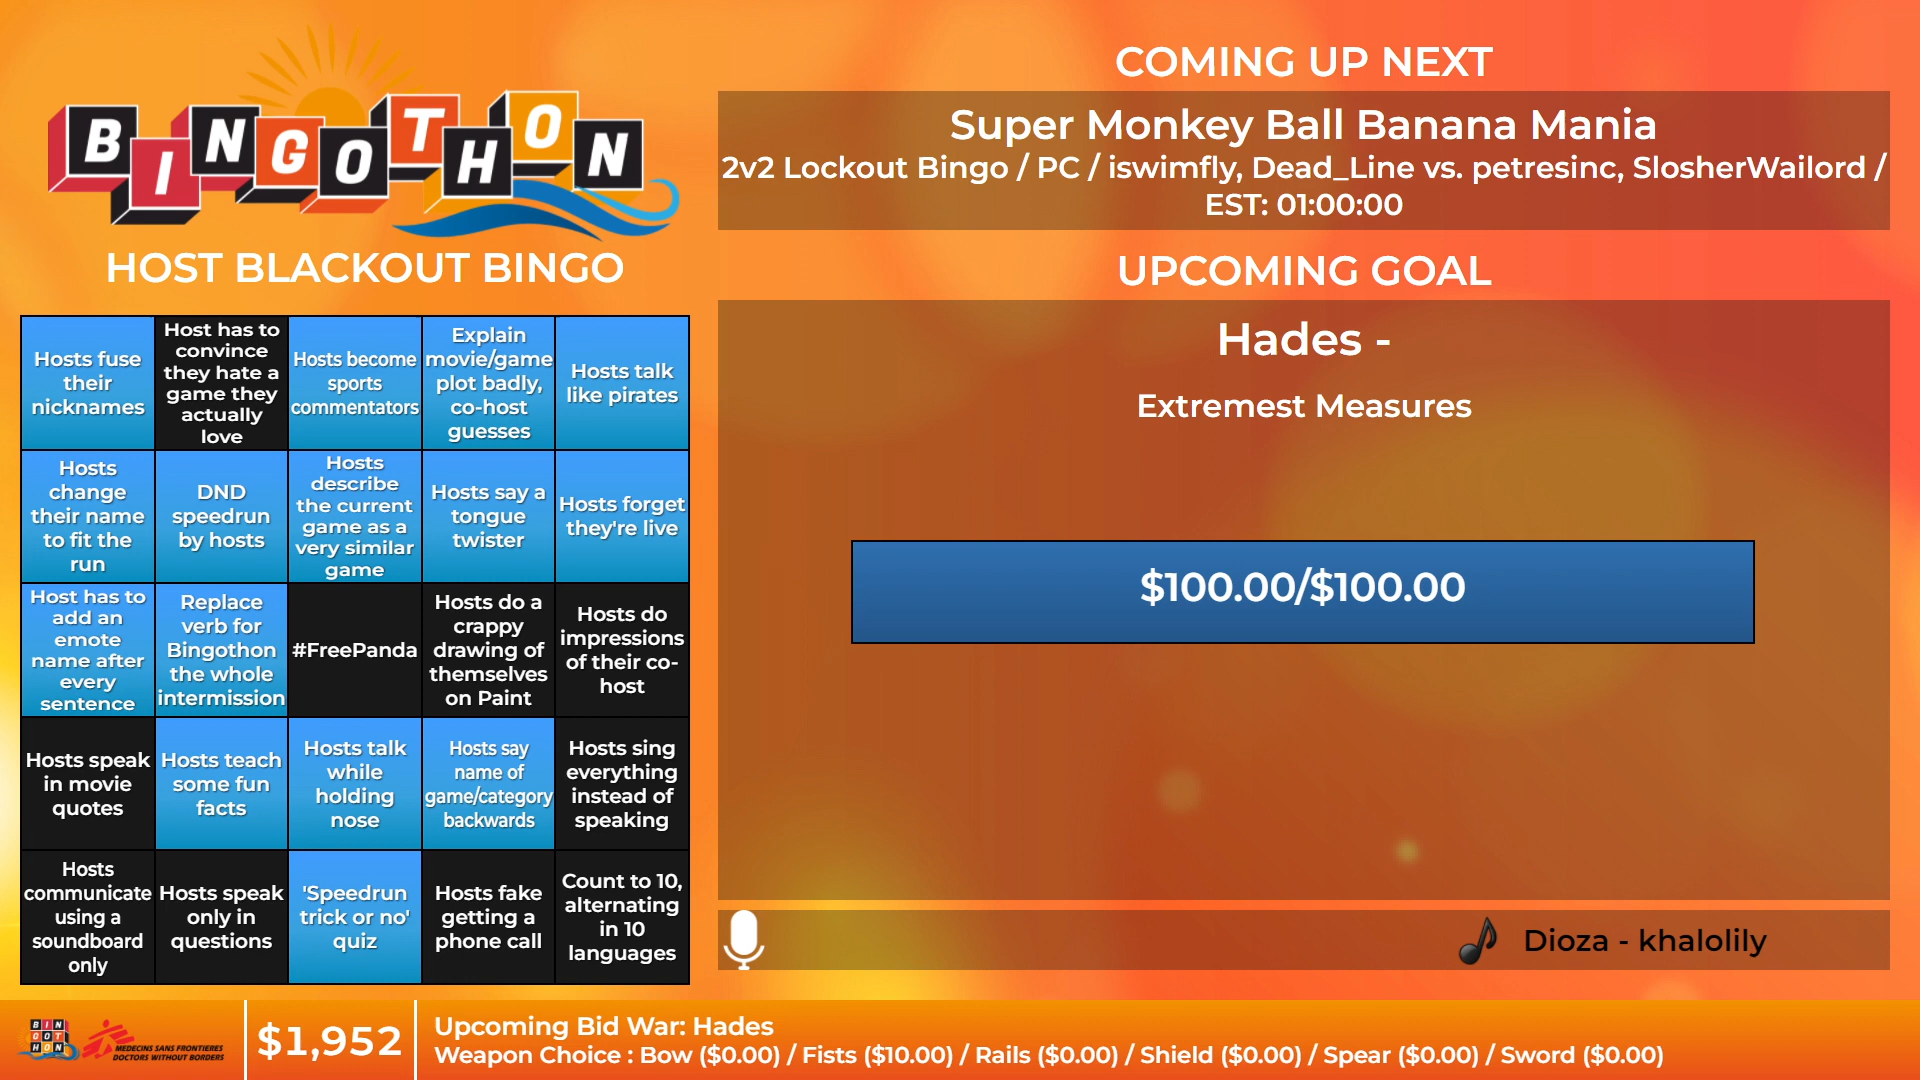 BINGOTHON
HOST BLACKOUT BINGO
Hosts fuse
their
nicknames
Host has to
convince
they hate a
game they
actually
love
Hosts become
sports
commentators
Explain
movie/game
plot badly,
co-host
guesses
Hosts talk
like pirates
Hosts
change
their name
to fit the
run
DND
speedrun
by hosts
Hosts
describe
the current
game as a
very similar
game
Hosts say a
tongue
twister
Hosts forget
they're live
Host has to
add an
emote
name after
every
sentence
Replace
verb for
Bingothon
the whole
intermission
#FreePanda
Hosts do a
crappy
drawing of
themselves
on Paint
Hosts do
impressions
of their co-
host
Hosts speak
in movie
quotes
Hosts teach
some fun
facts
Hosts talk
while
holding
nose
Hosts say
name of
game/category
backwards
Hosts sing
everything
instead of
speaking
Hosts
communicate
using a
soundboard
only
Hosts speak
only in
questions
'Speedrun
trick or no'
quiz
Hosts fake
getting a
phone call
Count to 10,
alternating
in 10
languages
COMING UP NEXT
Super Monkey Ball Banana Mania
2v2 Lockout Bingo / PC / iswimfly, Dead_Line vs. petresinc, SlosherWailord /
EST: 01:00:00
UPCOMING GOAL
Hades -
Extremest Measures
$100.00/$100.00
Dioza - khalolily
BIN
GOT
HON
MEDECINS SANS FRONTIERES
DOCTORS WITHOUT BORDERS
$1,952
Upcoming Bid War: Hades
Weapon Choice : Bow ($0.00) / Fists ($10.00) / Rails ($0.00) / Shield ($0.00) / Spear ($0.00) / Sword ($0.00)